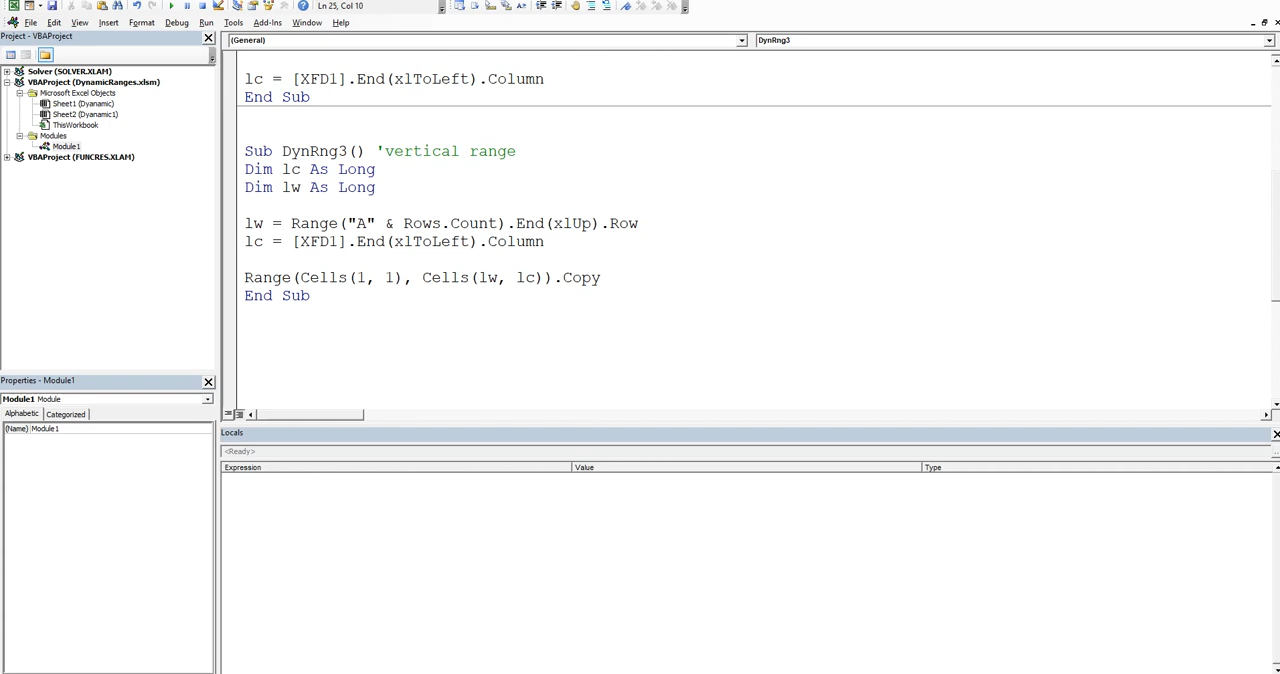 Ln 25, Col 10
File Edit View Insert Format Debug Run Tools Add-Ins Window Help
Project - VBAProject
Solver (SOLVER.XLAM)
VBAProject (DynamicRanges.xlsm)
Microsoft Excel Objects
Sheet1 (Dyanamic)
Sheet2 (Dyanamic1)
ThisWorkbook
Modules
Module1
VBAProject (FUNCRES.XLAM)
Properties - Module1
Module1 Module
Alphabetic Categorized
(Name) Module1
(General) DynRng3
lc = [XFD1].End(xlToLeft).Column
End Sub
Sub DynRng3() 'vertical range
Dim lc As Long
Dim lw As Long
lw = Range("A" & Rows.Count).End(xlUp).Row
lc = [XFD1].End(xlToLeft).Column
Range(Cells(1, 1), Cells(lw, lc)).Copy
End Sub
Locals
<Ready>
Expression Value Type